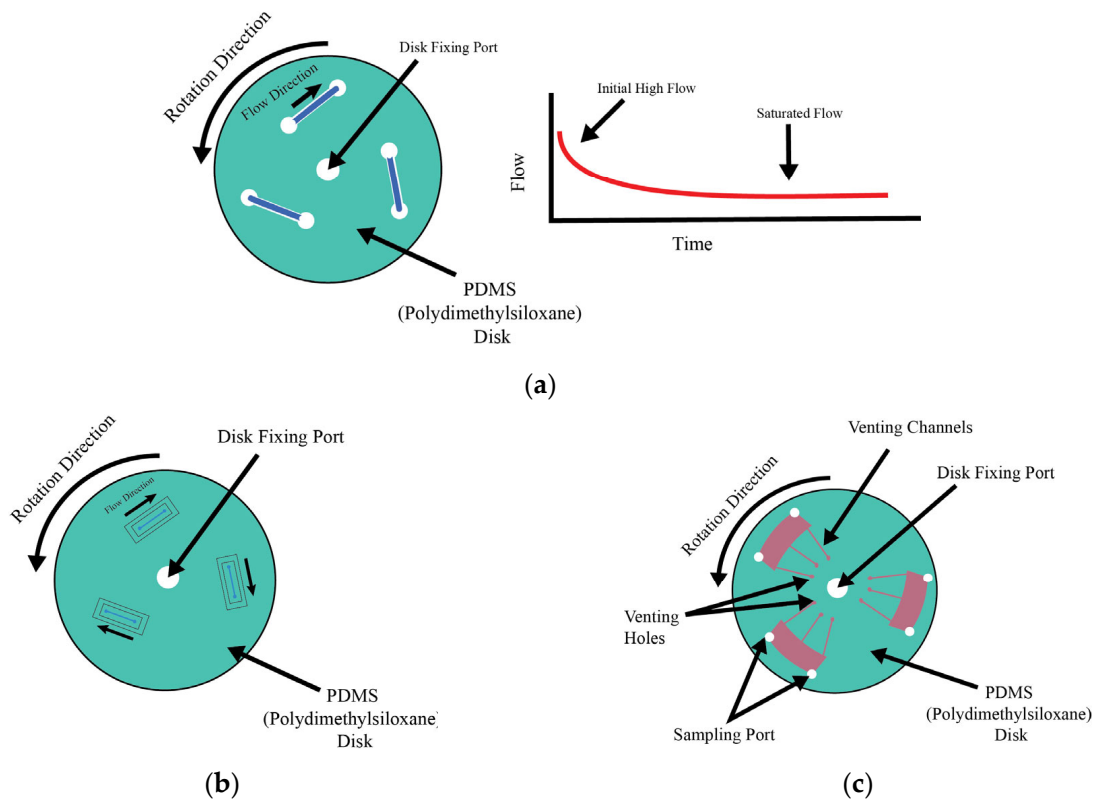 Rotation Direction
Flow Direction
Disk Fixing Port
PDMS
(Polydimethylsiloxane)
Disk
Initial High Flow
Saturated Flow
Flow
Time
(a)
Rotation Direction
Flow Direction
Disk Fixing Port
PDMS
(Polydimethylsiloxane)
Disk
(b)
Venting Channels
Disk Fixing Port
Rotation Direction
Venting
Holes
Sampling Port
PDMS
(Polydimethylsiloxane)
Disk
(c)